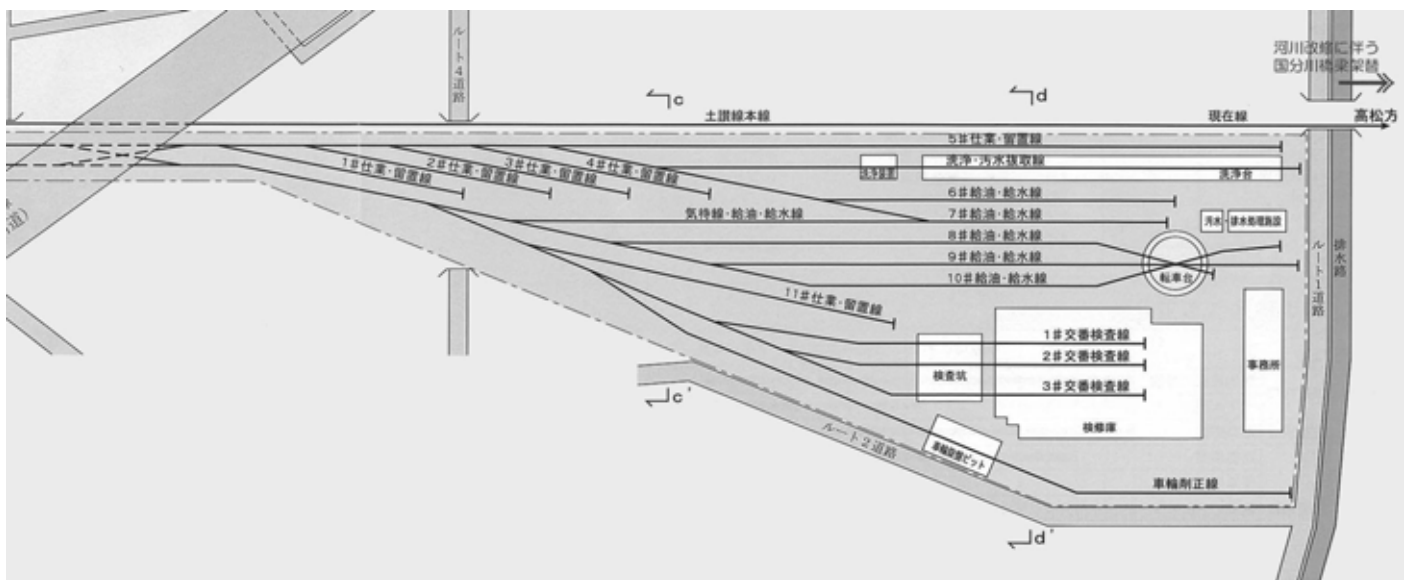 ルート4道路
河川改修に伴う
国分川橋梁架替
c
d
土讃線本線
現在線
高松方
5#仕業・留置線
1#仕業・留置線
2#仕業・留置線
3#仕業・留置線
4#仕業・留置線
洗浄装置
洗浄・汚水抜取線
洗浄台
6#給油・給水線
気待線・給油・給水線
7#給油・給水線
汚水・排水処理施設
8#給油・給水線
9#給油・給水線
10#給油・給水線
転車台
ルート1道路
排水路
11#仕業・留置線
1#交番検査線
2#交番検査線
3#交番検査線
検査坑
事務所
検修庫
c'
ルート2道路
車輪旋盤ピット
車輪削正線
d'